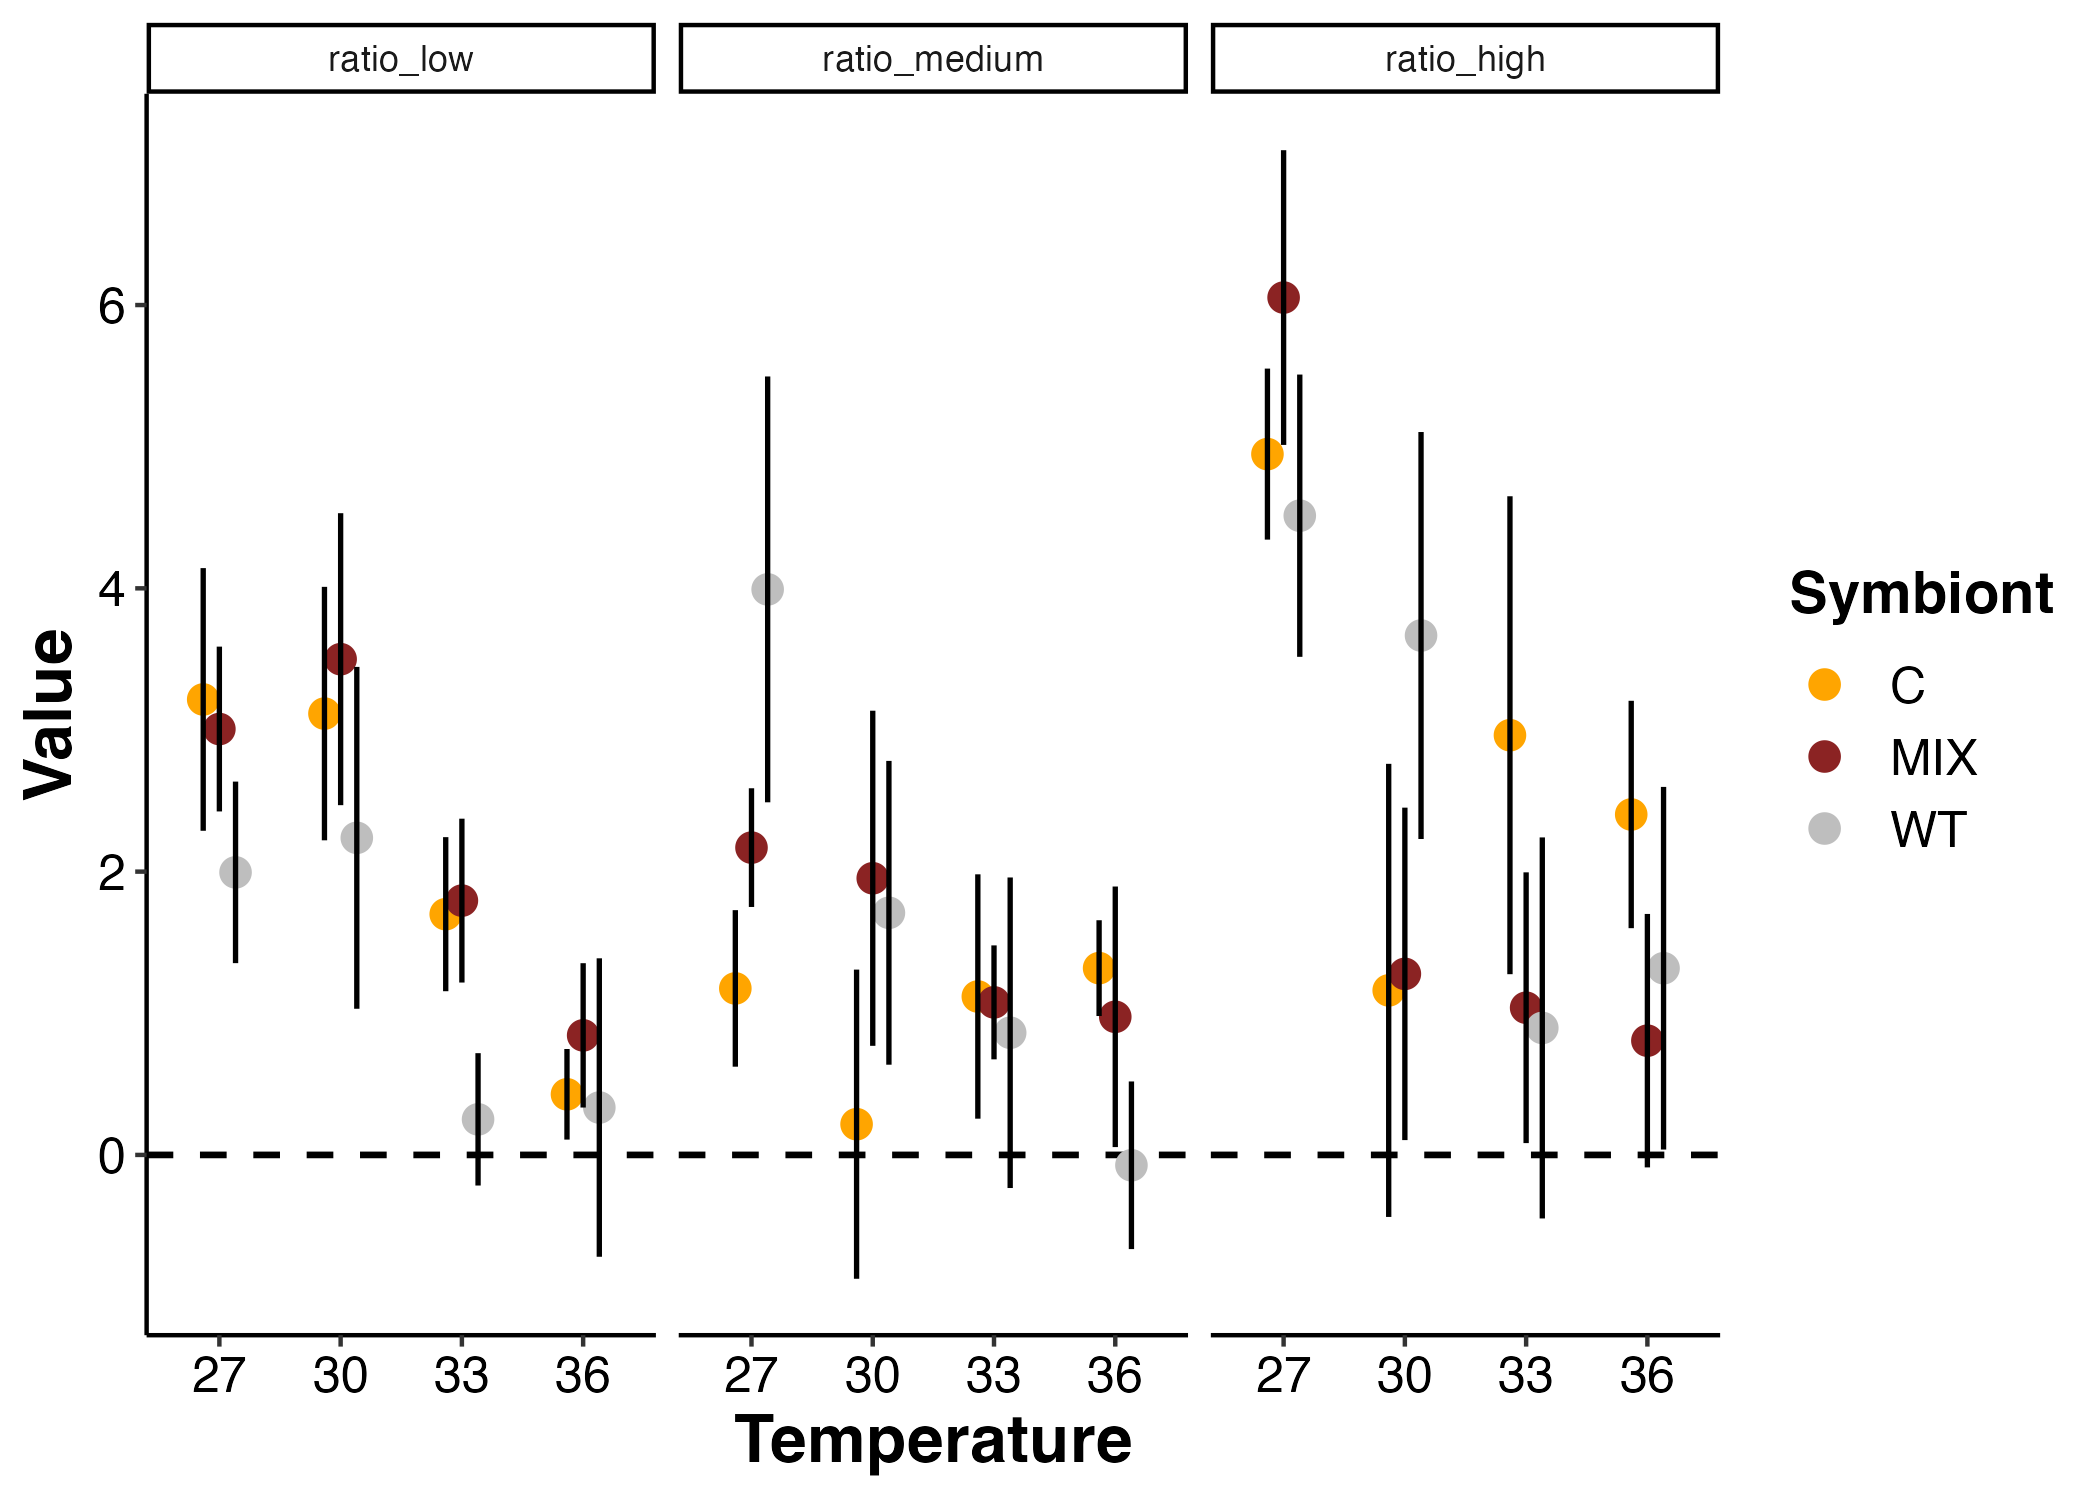 ratio_low
ratio_medium
ratio_high
Value
6
4
2
0
27 30 33 36
27 30 33 36
27 30 33 36
Temperature
Symbiont
C
MIX
WT